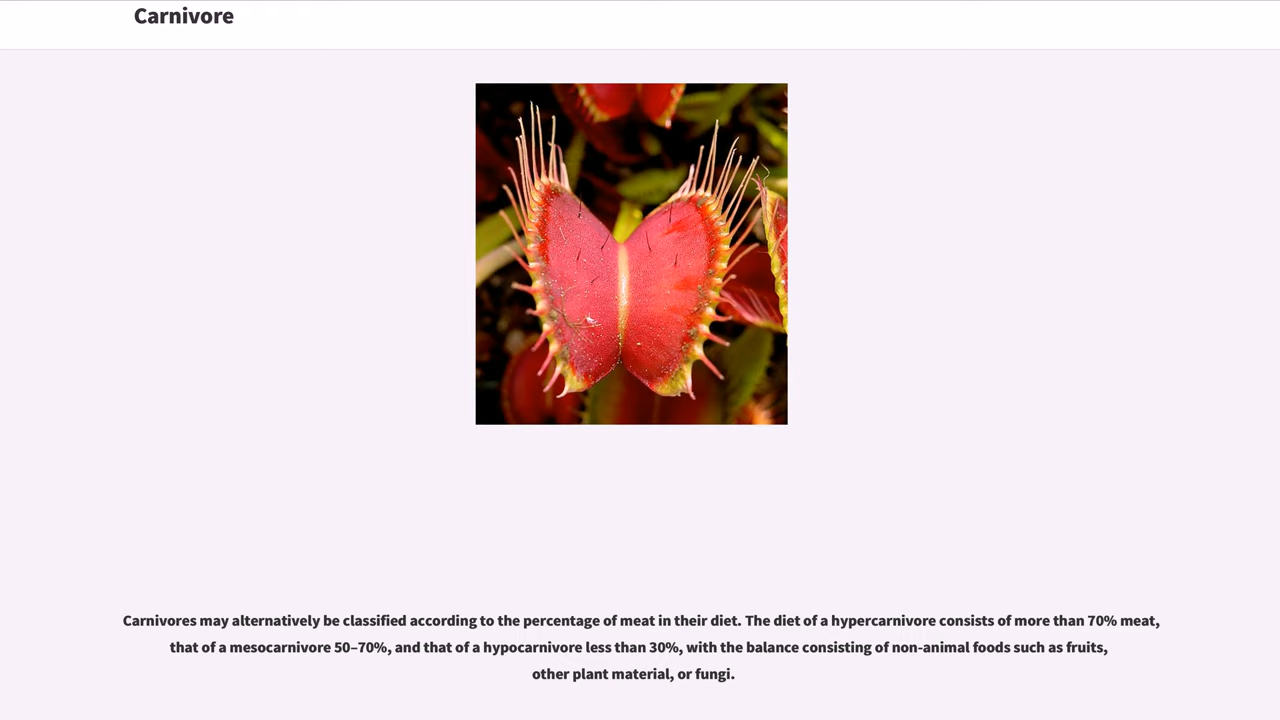 Carnivore
Carnivores may alternatively be classified according to the percentage of meat in their diet. The diet of a hypercarnivore consists of more than 70% meat,
that of a mesocarnivore 50–70%, and that of a hypocarnivore less than 30%, with the balance consisting of non-animal foods such as fruits,
other plant material, or fungi.